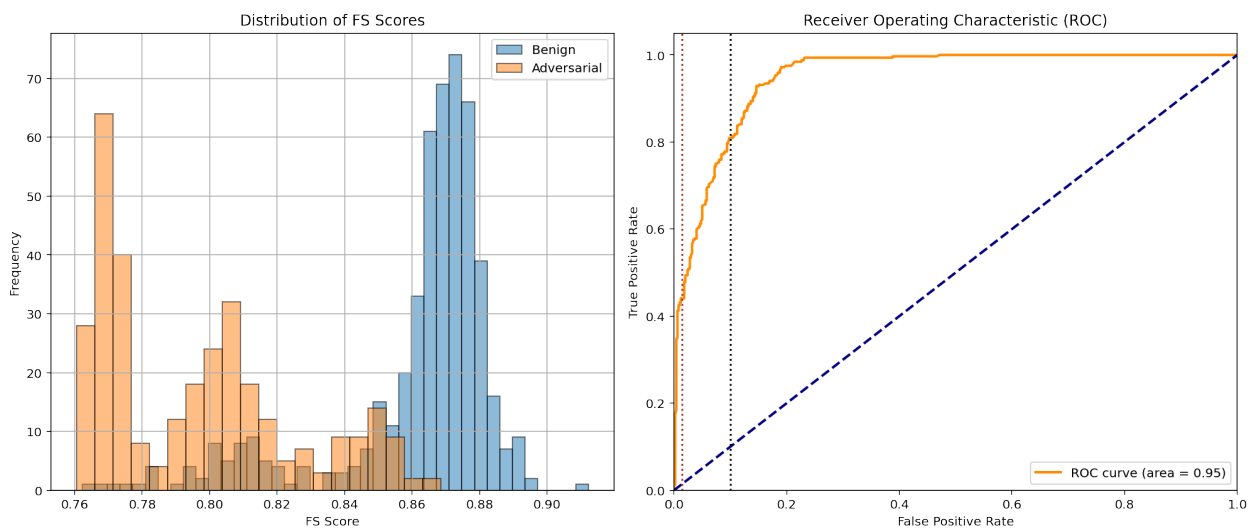 Distribution of FS Scores
Benign
Adversarial
Frequency
70
60
50
40
30
20
10
0
0.76 0.78 0.80 0.82 0.84 0.86 0.88 0.90
FS Score
Receiver Operating Characteristic (ROC)
True Positive Rate
1.0
0.8
0.6
0.4
0.2
0.0
ROC curve (area = 0.95)
0.0 0.2 0.4 0.6 0.8 1.0
False Positive Rate